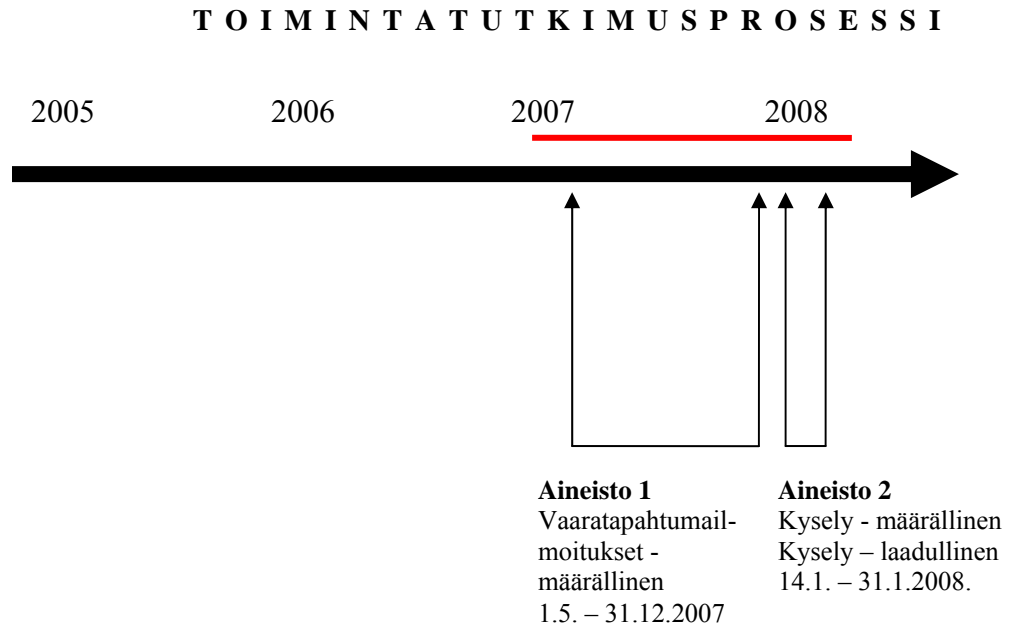 T O I M I N T A T U T K I M U S P R O S E S S I
2005 2006 2007 2008
Aineisto 1
Vaaratapahtumail-
moitukset -
määrällinen
1.5. – 31.12.2007
Aineisto 2
Kysely - määrällinen
Kysely – laadullinen
14.1. – 31.1.2008.